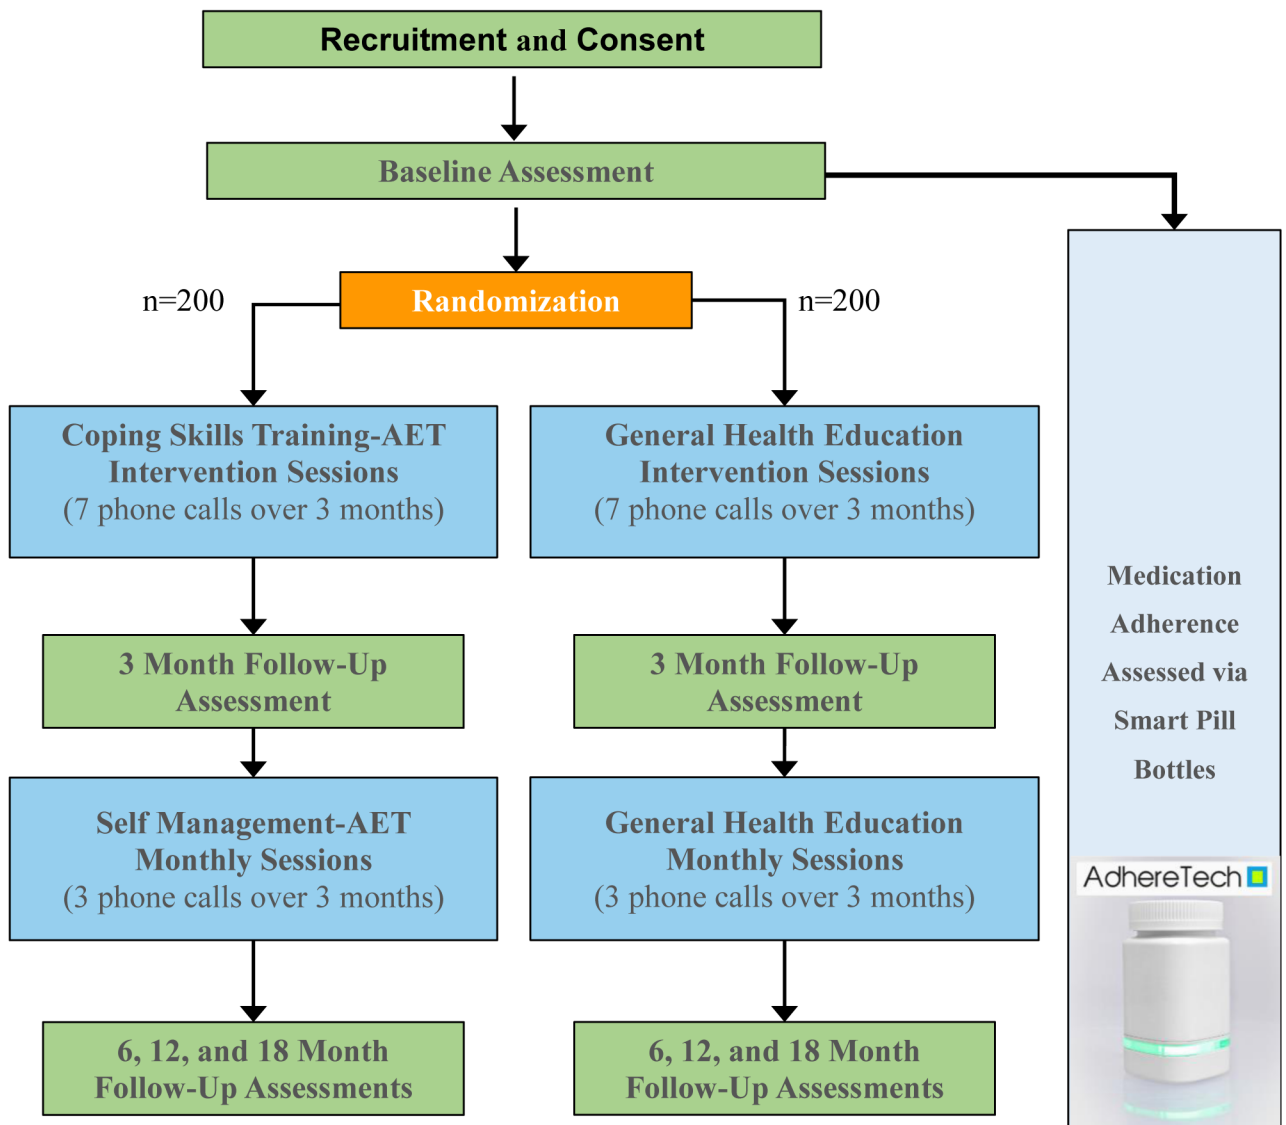 Recruitment and Consent
Baseline Assessment
Randomization
n=200
n=200
Coping Skills Training-AET
Intervention Sessions
(7 phone calls over 3 months)
General Health Education
Intervention Sessions
(7 phone calls over 3 months)
3 Month Follow-Up
Assessment
3 Month Follow-Up
Assessment
Self Management-AET
Monthly Sessions
(3 phone calls over 3 months)
General Health Education
Monthly Sessions
(3 phone calls over 3 months)
6, 12, and 18 Month
Follow-Up Assessments
6, 12, and 18 Month
Follow-Up Assessments
Medication
Adherence
Assessed via
Smart Pill
Bottles
AdhereTech